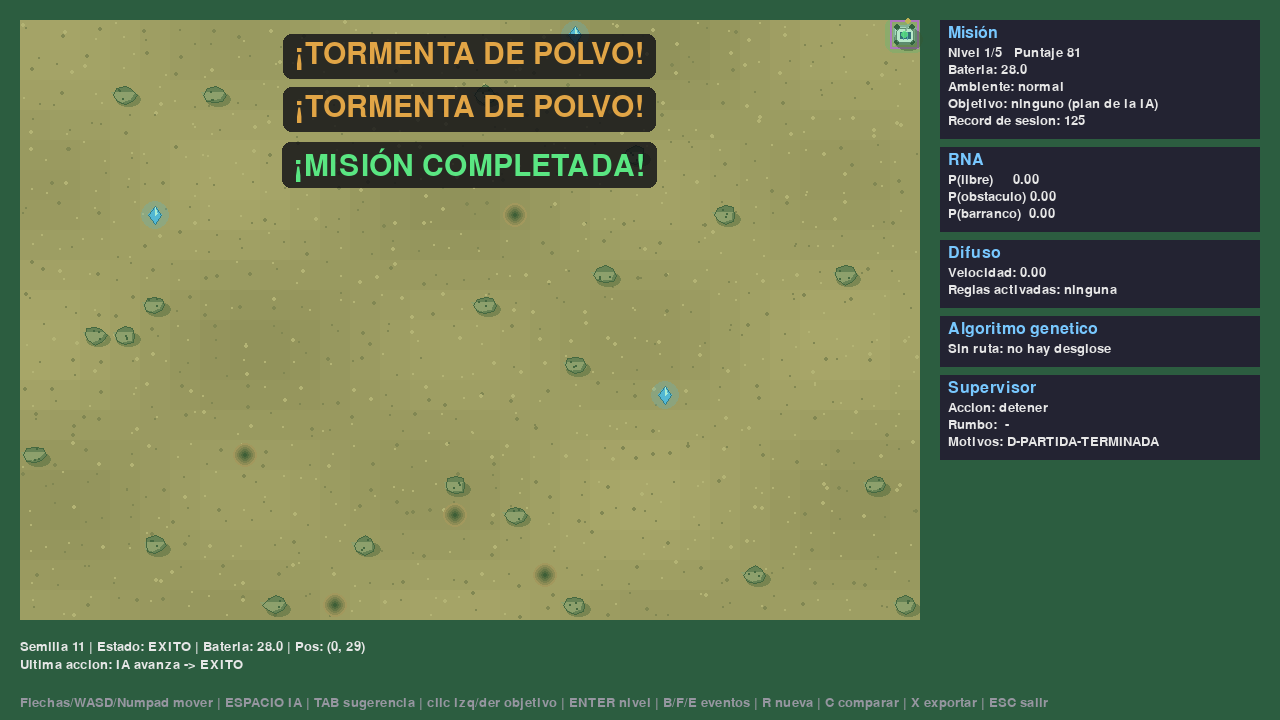 ¡TORMENTA DE POLVO!
¡TORMENTA DE POLVO!
¡MISIÓN COMPLETADA!
Misión
Nivel 1/5 Puntaje 81
Bateria: 28.0
Ambiente: normal
Objetivo: ninguno (plan de la IA)
Record de sesion: 125
RNA
P(libre) 0.00
P(obstaculo) 0.00
P(barranco) 0.00
Difuso
Velocidad: 0.00
Reglas activadas: ninguna
Algoritmo genetico
Sin ruta: no hay desglose
Supervisor
Accion: detener
Rumbo: -
Motivos: D-PARTIDA-TERMINADA
Semilla 11 | Estado: EXITO | Bateria: 28.0 | Pos: (0, 29)
Ultima accion: IA avanza -> EXITO
Flechas/WASD/Numpad mover | ESPACIO IA | TAB sugerencia | clic izq/der objetivo | ENTER nivel | B/F/E eventos | R nueva | C comparar | X exportar | ESC salir